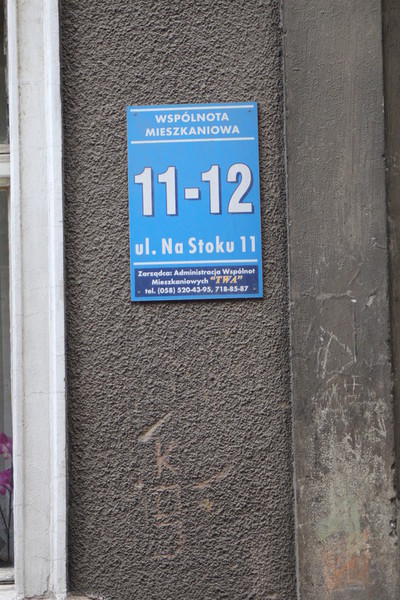 WSPÓLNOTA
MIESZKANIOWA
11-12
ul. Na Stoku 11
Zarządca: Administracja Wspólnot
Mieszkaniowych "TWA"
tel. (058) 520-43-95, 718-85-87